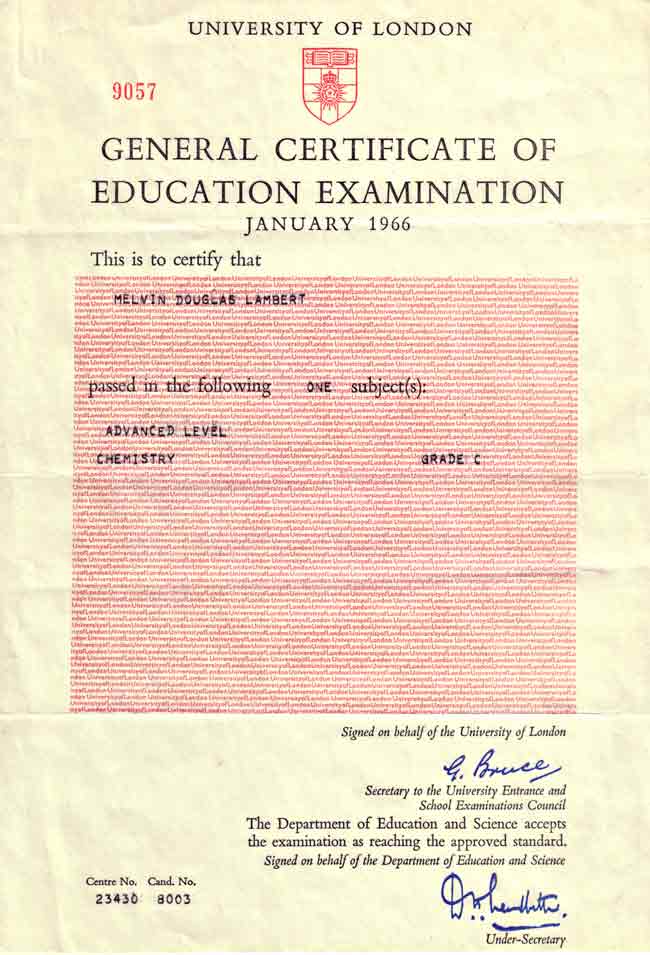 UNIVERSITY OF LONDON
9057
GENERAL CERTIFICATE OF
EDUCATION EXAMINATION
JANUARY 1966
This is to certify that
MELVIN DOUGLAS LAMBERT
passed in the following ONE subject(s):
ADVANCED LEVEL
CHEMISTRY GRADE C
Signed on behalf of the University of London
G. Bruce
Secretary to the University Entrance and
School Examinations Council
The Department of Education and Science accepts
the examination as reaching the approved standard.
Signed on behalf of the Department of Education and Science
Centre No. Cand. No.
23430 8003
Under-Secretary